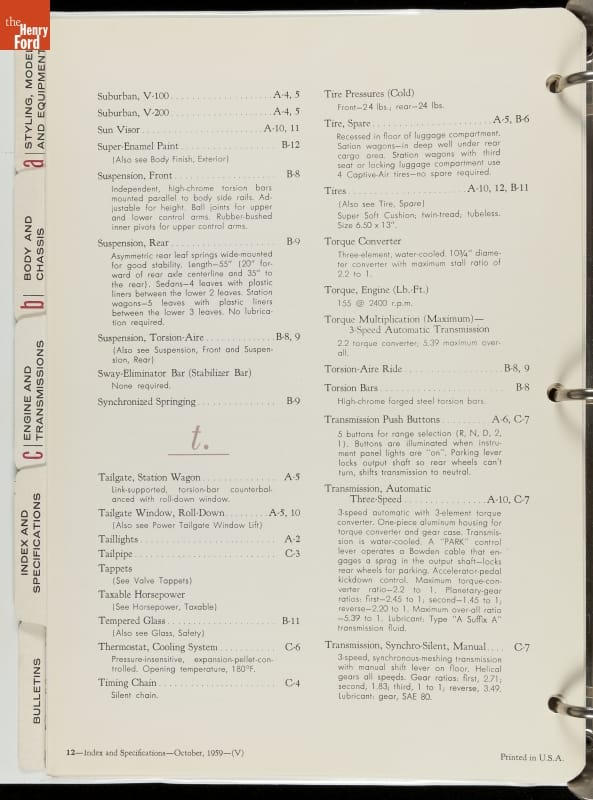 the
Henry
Ford
a | STYLING, MODEL
AND EQUIPMENT
b | BODY AND
CHASSIS
c | ENGINE AND
TRANSMISSIONS
INDEX AND
SPECIFICATIONS
BULLETINS
Suburban, V-100 . . . . A-4, 5
Suburban, V-200 . . . . A-4, 5
Sun Visor . . . . A-10, 11
Super-Enamel Paint . . . . B-12
(Also see Body Finish, Exterior)
Suspension, Front . . . . B-8
Independent, high-chrome torsion bars
mounted parallel to body side rails. Ad-
justable for height. Ball joints for upper
and lower control arms. Rubber-bushed
inner pivots for upper control arms.
Suspension, Rear . . . . B-9
Asymmetric rear leaf springs wide-mounted
for good stability. Length—55" (20" for-
ward of rear axle centerline and 35" to
the rear). Sedans—4 leaves with plastic
liners between the lower 2 leaves. Station
wagons—5 leaves with plastic liners
between the lower 3 leaves. No lubrica-
tion required.
Suspension, Torsion-Aire . . . . B-8, 9
(Also see Suspension, Front and Suspen-
sion, Rear)
Sway-Eliminator Bar (Stabilizer Bar)
None required.
Synchronized Springing . . . . B-9
t.
Tailgate, Station Wagon . . . . A-5
Link-supported, torsion-bar counterbal-
anced with roll-down window.
Tailgate Window, Roll-Down . . . . A-5, 10
(Also see Power Tailgate Window Lift)
Taillights . . . . A-2
Tailpipe . . . . C-3
Tappets
(See Valve Tappets)
Taxable Horsepower
(See Horsepower, Taxable)
Tempered Glass . . . . B-11
(Also see Glass, Safety)
Thermostat, Cooling System . . . . C-6
Pressure-insensitive, expansion-pellet-con-
trolled. Opening temperature, 180°F.
Timing Chain . . . . C-4
Silent chain.
Tire Pressures (Cold)
Front—24 lbs.; rear—24 lbs.
Tire, Spare . . . . A-5, B-6
Recessed in floor of luggage compartment.
Sation wagons—in deep well under rear
cargo area. Station wagons with third
seat or locking luggage compartment use
4 Captive-Air tires—no spare required.
Tires . . . . A-10, 12, B-11
(Also see Tire, Spare)
Super Soft Cushion; twin-tread; tubeless.
Size 6.50 x 13".
Torque Converter
Three-element, water-cooled. 10¾" diame-
ter converter with maximum stall ratio of
2.2 to 1.
Torque, Engine (Lb.-Ft.)
155 @ 2400 r.p.m.
Torque Multiplication (Maximum)—
3-Speed Automatic Transmission
2.2 torque converter; 5.39 maximum over-
all.
Torsion-Aire Ride . . . . B-8, 9
Torsion Bars . . . . B-8
High-chrome forged steel torsion bars.
Transmission Push Buttons . . . . A-6, C-7
5 buttons for range selection (R, N, D, 2,
1). Buttons are illuminated when instru-
ment panel lights are "on". Parking lever
locks output shaft so rear wheels can't
turn, shifts transmission to neutral.
Transmission, Automatic
Three-Speed . . . . A-10, C-7
3-speed automatic with 3-element torque
converter. One-piece aluminum housing for
torque converter and gear case. Transmis-
sion is water-cooled. A "PARK" control
lever operates a Bowden cable that en-
gages a sprag in the output shaft—locks
rear wheels for parking. Accelerator-pedal
kickdown control. Maximum torque-con-
verter ratio—2.2 to 1. Planetary-gear
ratios: first—2.45 to 1; second—1.45 to 1;
reverse—2.20 to 1. Maximum over-all ratio
—5.39 to 1. Lubricant: Type "A Suffix A"
transmission fluid.
Transmission, Synchro-Silent, Manual . . . . C-7
3-speed, synchronous-meshing transmission
with manual shift lever on floor. Helical
gears all speeds. Gear ratios: first, 2.71;
second, 1.83; third, 1 to 1; reverse, 3.49.
Lubricant: gear, SAE 80.
12—Index and Specifications—October, 1959—(V)
Printed in U.S.A.